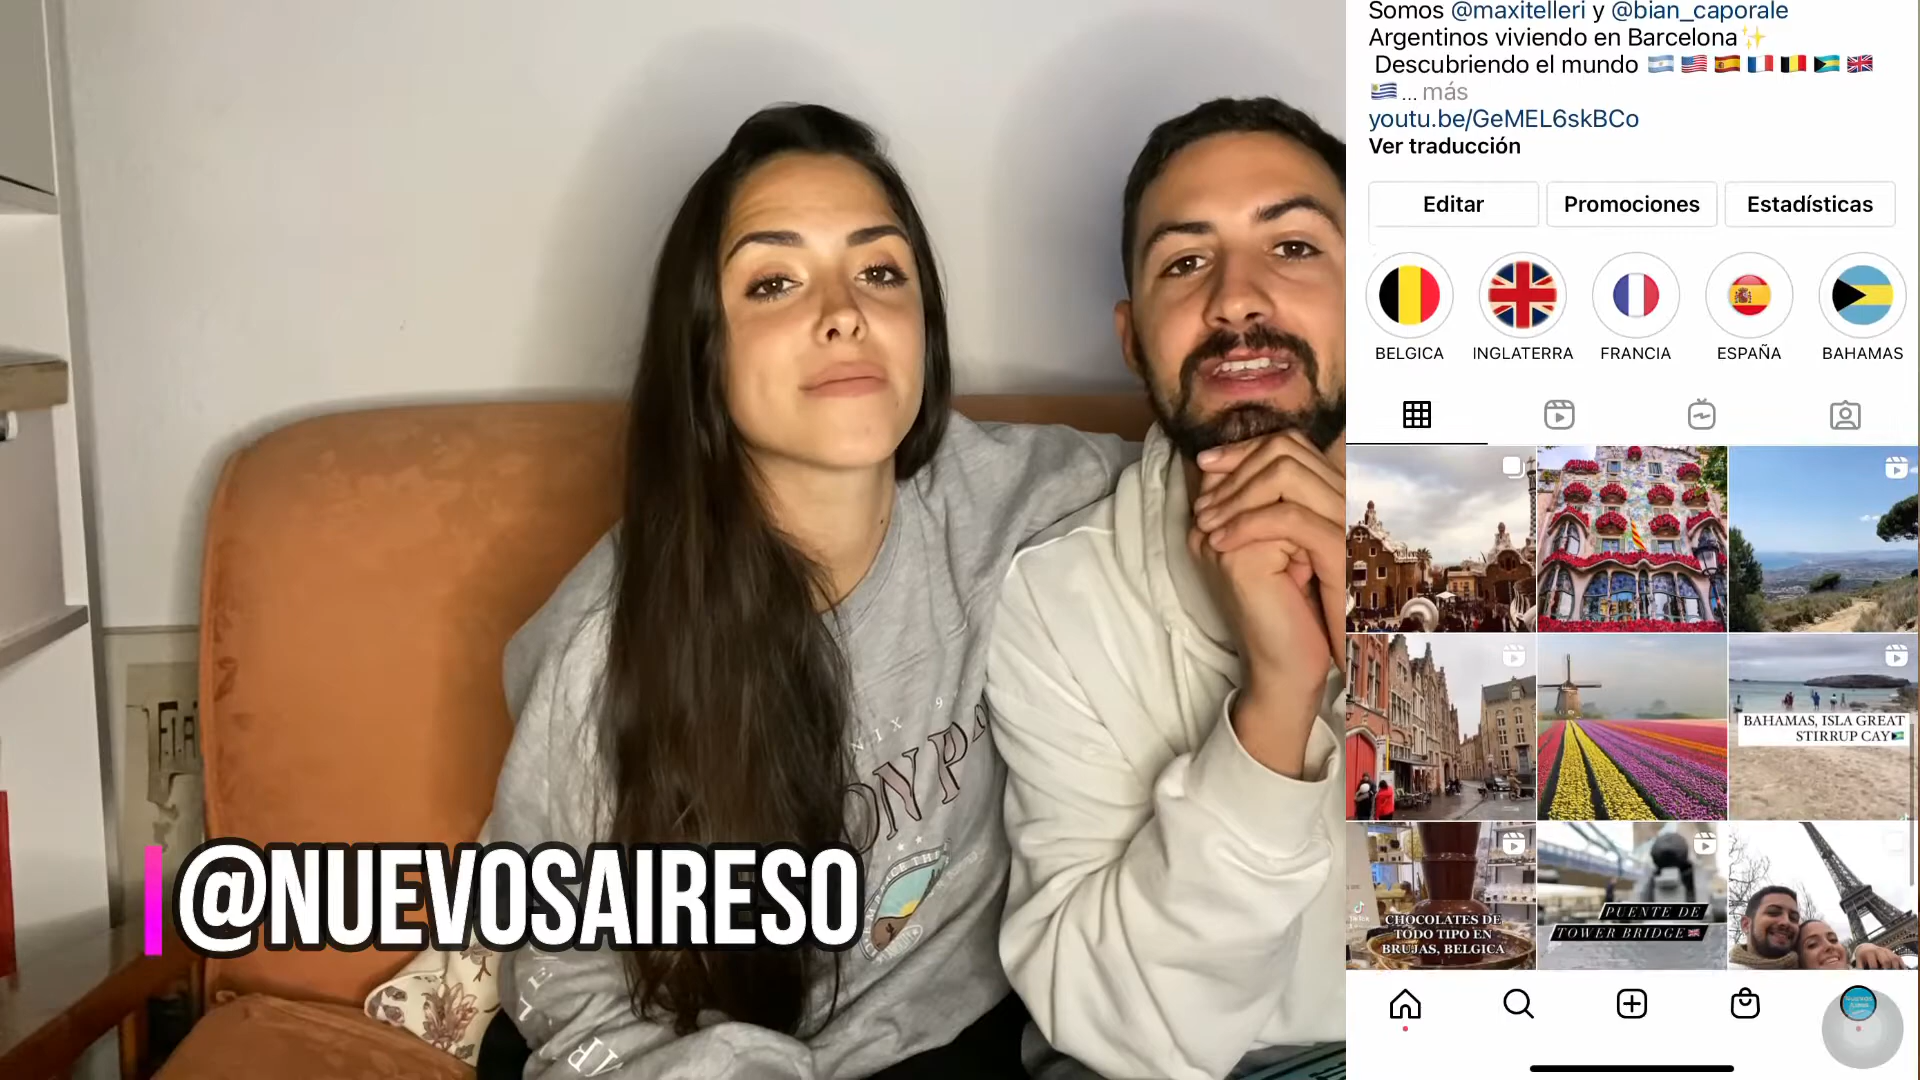 Somos @maxitelleri y @bian_caporale
Argentinos viviendo en Barcelona✨
Descubriendo el mundo 🇦🇷 🇺🇸 🇪🇸 🇫🇷 🇧🇪 🇧🇸 🇬🇧
🇺🇾... más
youtu.be/GeMEL6skBCo
Ver traducción
Editar
Promociones
Estadísticas
BELGICA
INGLATERRA
FRANCIA
ESPAÑA
BAHAMAS
BAHAMAS, ISLA GREAT
STIRRUP CAY🇧🇸
CHOCOLATES DE
TODO TIPO EN
BRUJAS, BELGICA
PUENTE DE
TOWER BRIDGE🇬🇧
@NUEVOSAIRESO